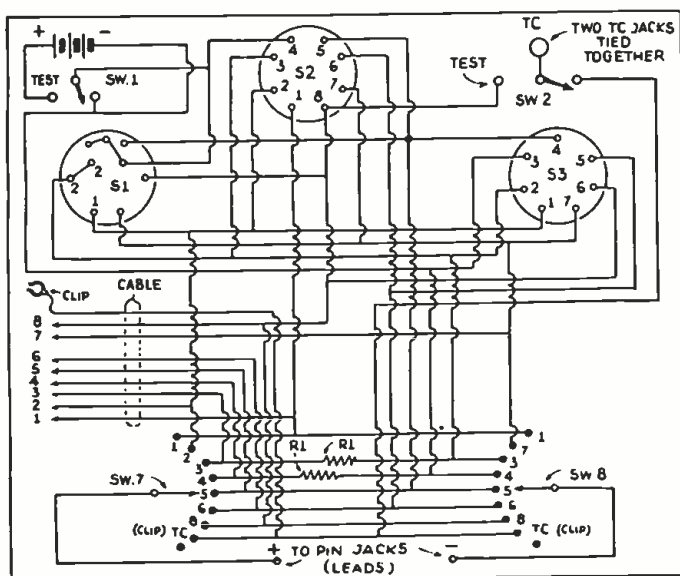 + -
TEST SW.1
4 5
3 S2 6
2 7
1 8
TEST
TC
TWO TC JACKS
TIED
TOGETHER
SW 2
2
2 S1
1
4
3 5
S3
2 6
1 7
CLIP
CABLE
8
7
6
5
4
3
2
1
1 1
2 7
3 R1 R1 3
4 4
SW.7 5 5 SW 8
6 6
8 8
(CLIP) TC TC (CLIP)
+ TO PIN JACKS -
(LEADS)